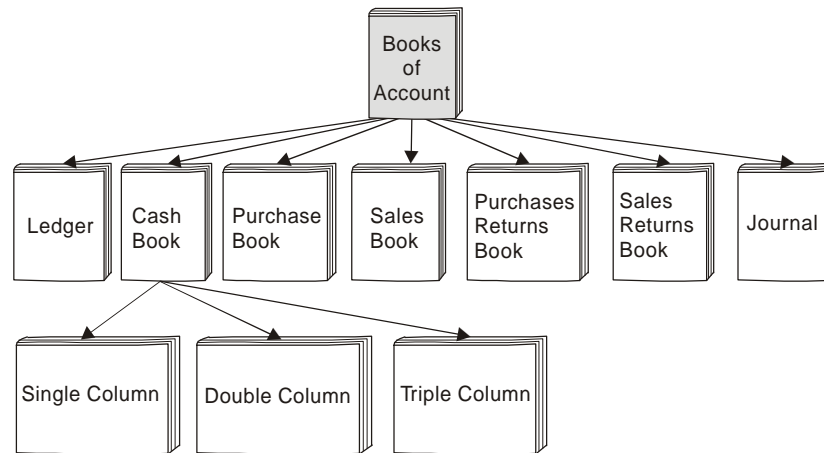 Books
of
Account
Ledger
Cash
Book
Purchase
Book
Sales
Book
Purchases
Returns
Book
Sales
Returns
Book
Journal
Single Column
Double Column
Triple Column